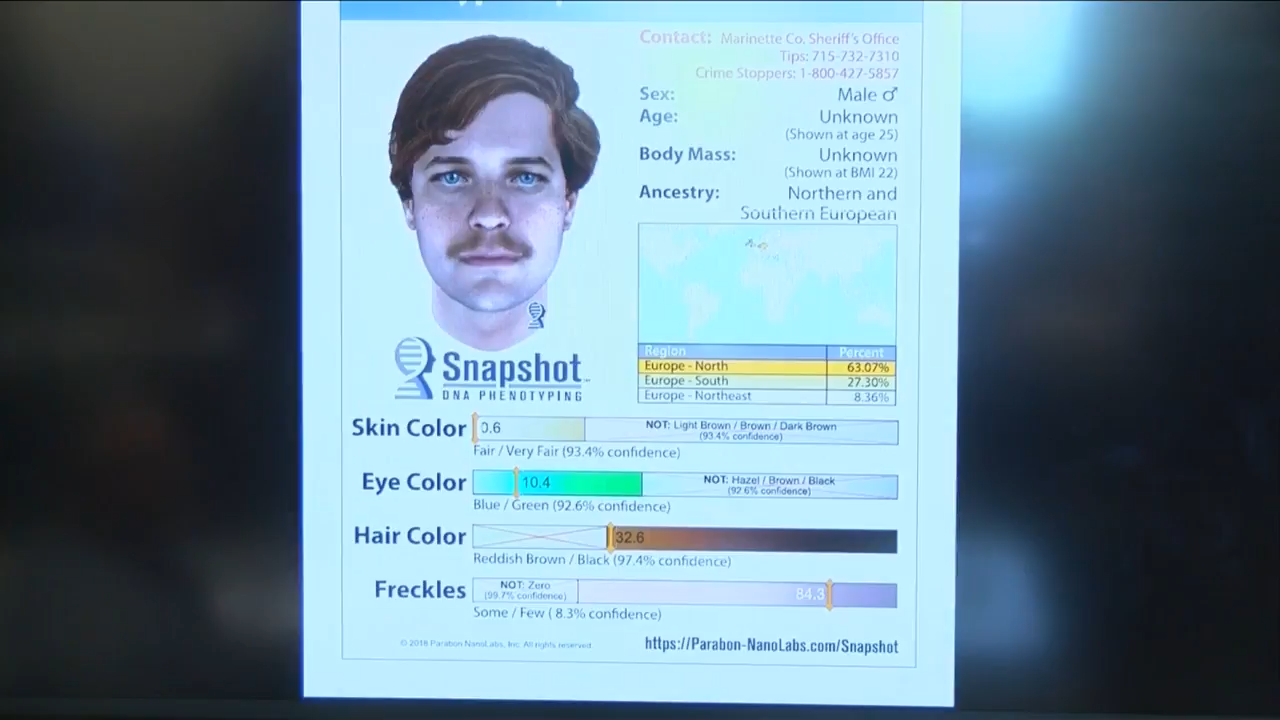 Contact: Marinette Co. Sheriff's Office
Tips: 715-732-7310
Crime Stoppers: 1-800-427-5857
Sex: Male ♂
Age: Unknown
(Shown at age 25)
Body Mass: Unknown
(Shown at BMI 22)
Ancestry: Northern and
Southern European
Region Percent
Europe - North 63.07%
Europe - South 27.30%
Europe - Northeast 8.36%
Snapshot™
DNA PHENOTYPING
Skin Color 0.6 NOT: Light Brown / Brown / Dark Brown
(93.4% confidence)
Fair / Very Fair (93.4% confidence)
Eye Color 10.4 NOT: Hazel / Brown / Black
(92.6% confidence)
Blue / Green (92.6% confidence)
Hair Color 32.6
Reddish Brown / Black (97.4% confidence)
Freckles NOT: Zero 84.3
(99.7% confidence)
Some / Few ( 8.3% confidence)
© 2018 Parabon NanoLabs, Inc. All rights reserved.
https://Parabon-NanoLabs.com/Snapshot